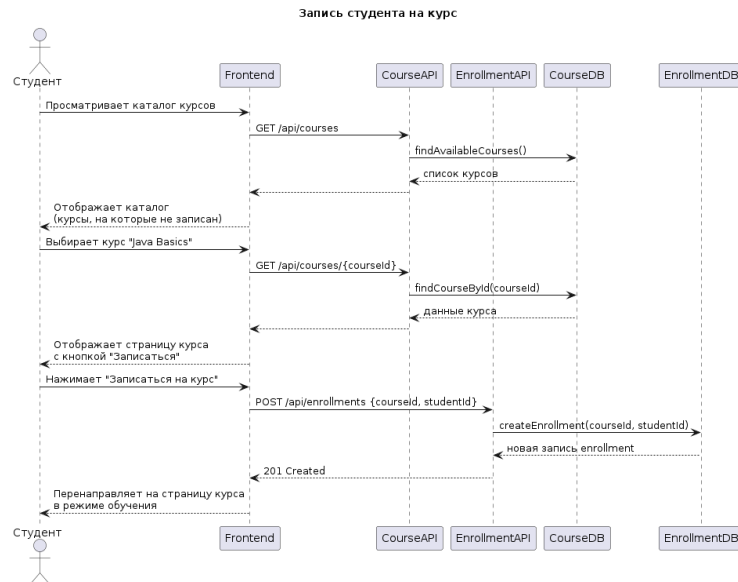 Запись студента на курс
Студент
Frontend
CourseAPI
EnrollmentAPI
CourseDB
EnrollmentDB
Просматривает каталог курсов
GET /api/courses
findAvailableCourses()
список курсов
Отображает каталог
(курсы, на которые не записан)
Выбирает курс "Java Basics"
GET /api/courses/{courseId}
findCourseById(courseId)
данные курса
Отображает страницу курса
с кнопкой "Записаться"
Нажимает "Записаться на курс"
POST /api/enrollments {courseId, studentId}
createEnrollment(courseId, studentId)
новая запись enrollment
201 Created
Перенаправляет на страницу курса
в режиме обучения
Студент
Frontend
CourseAPI
EnrollmentAPI
CourseDB
EnrollmentDB